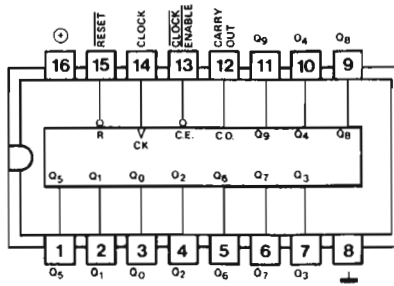 ⊕ RESET CLOCK CLOCK ENABLE CARRY OUT Q9 Q4 Q8
16 15 14 13 12 11 10 9
R CK C.E. C.O. Q9 Q4 Q8
Q5 Q1 Q0 Q2 Q6 Q7 Q3
1 2 3 4 5 6 7 8
Q5 Q1 Q0 Q2 Q6 Q7 Q3